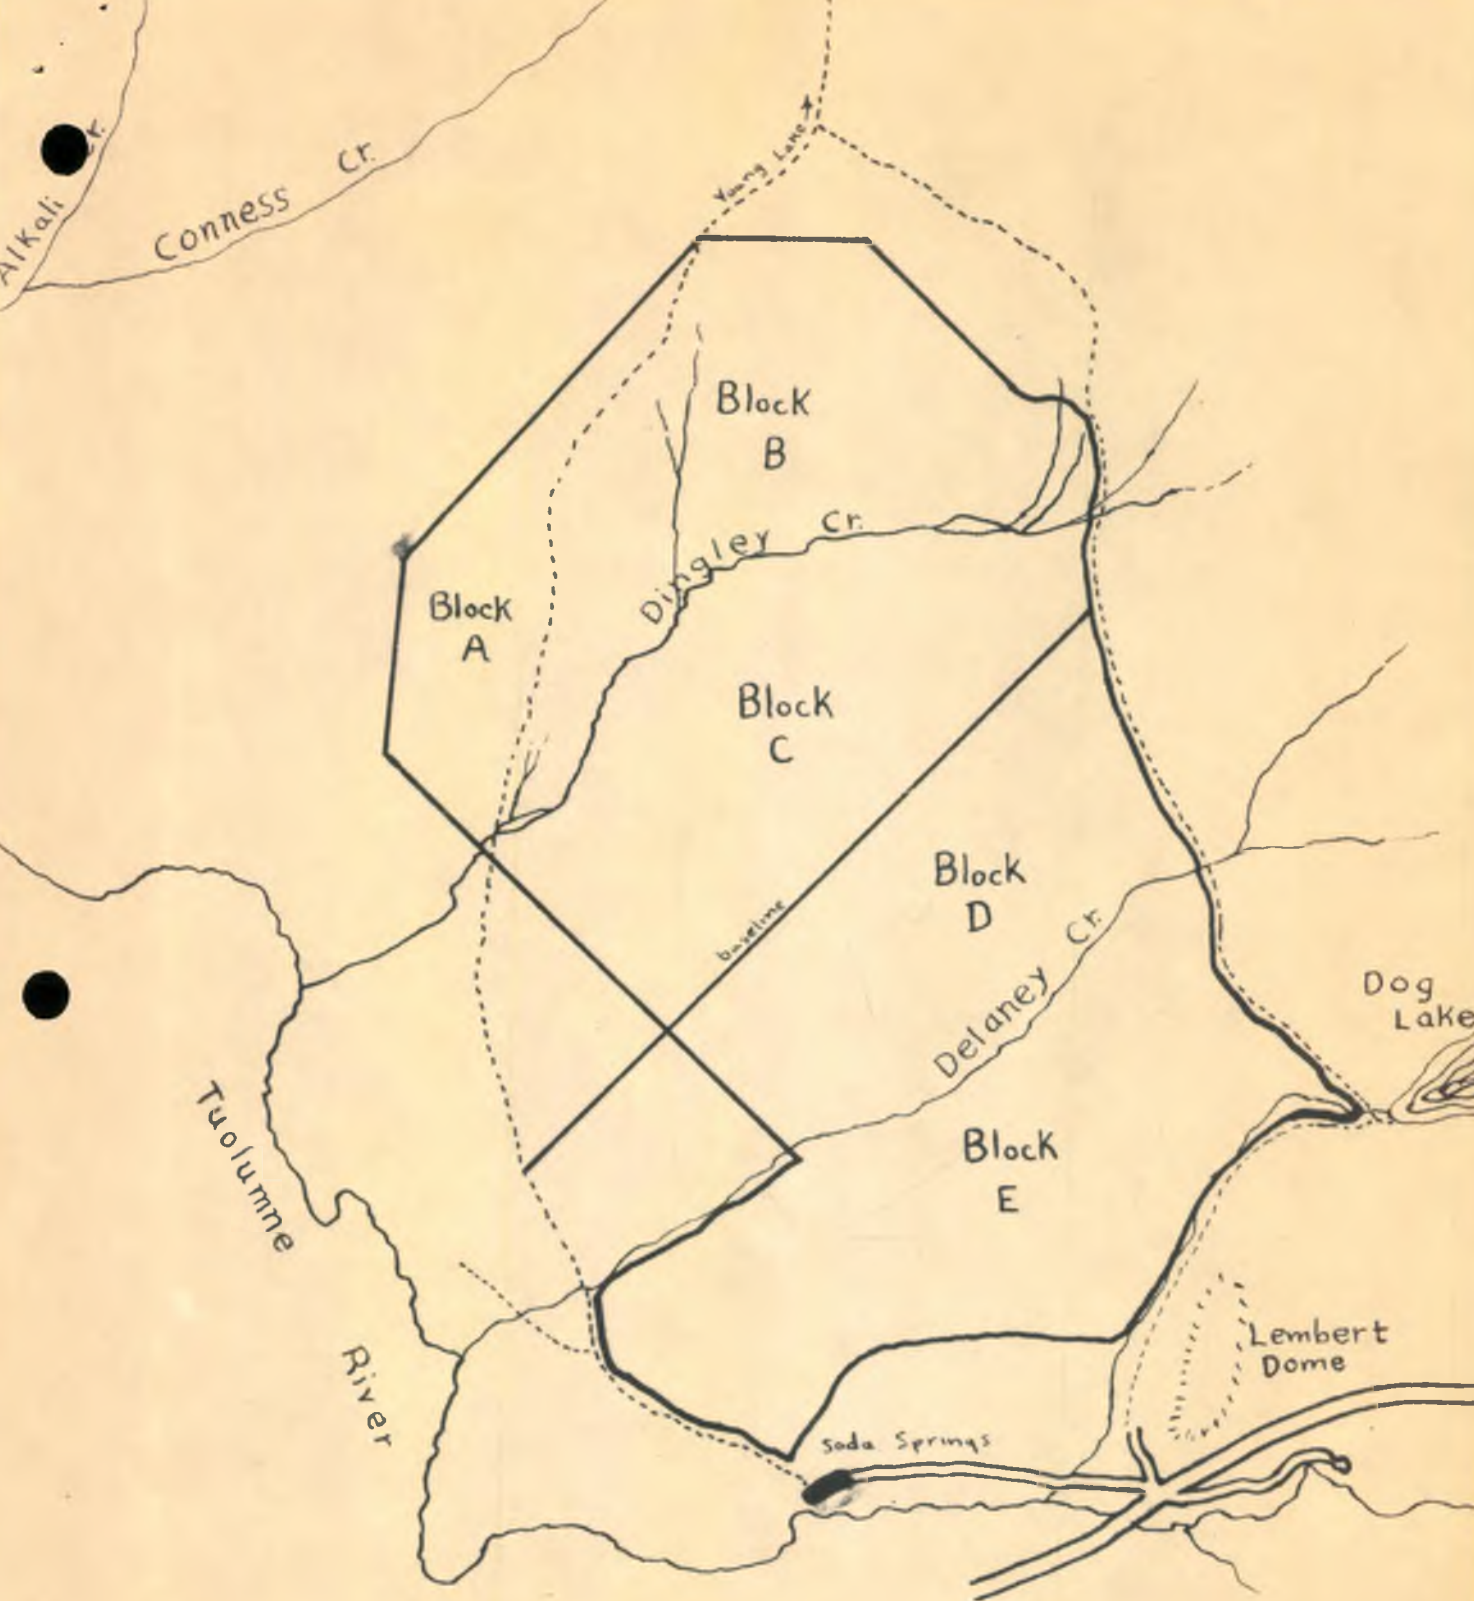 Alkali Cr.
Conness Cr.
Young Lake
Block
B
Dingley Cr.
Block
A
Block
C
baseline
Block
D
Delaney Cr.
Dog
Lake
Block
E
Tuolumne
River
Lembert
Dome
Soda Springs